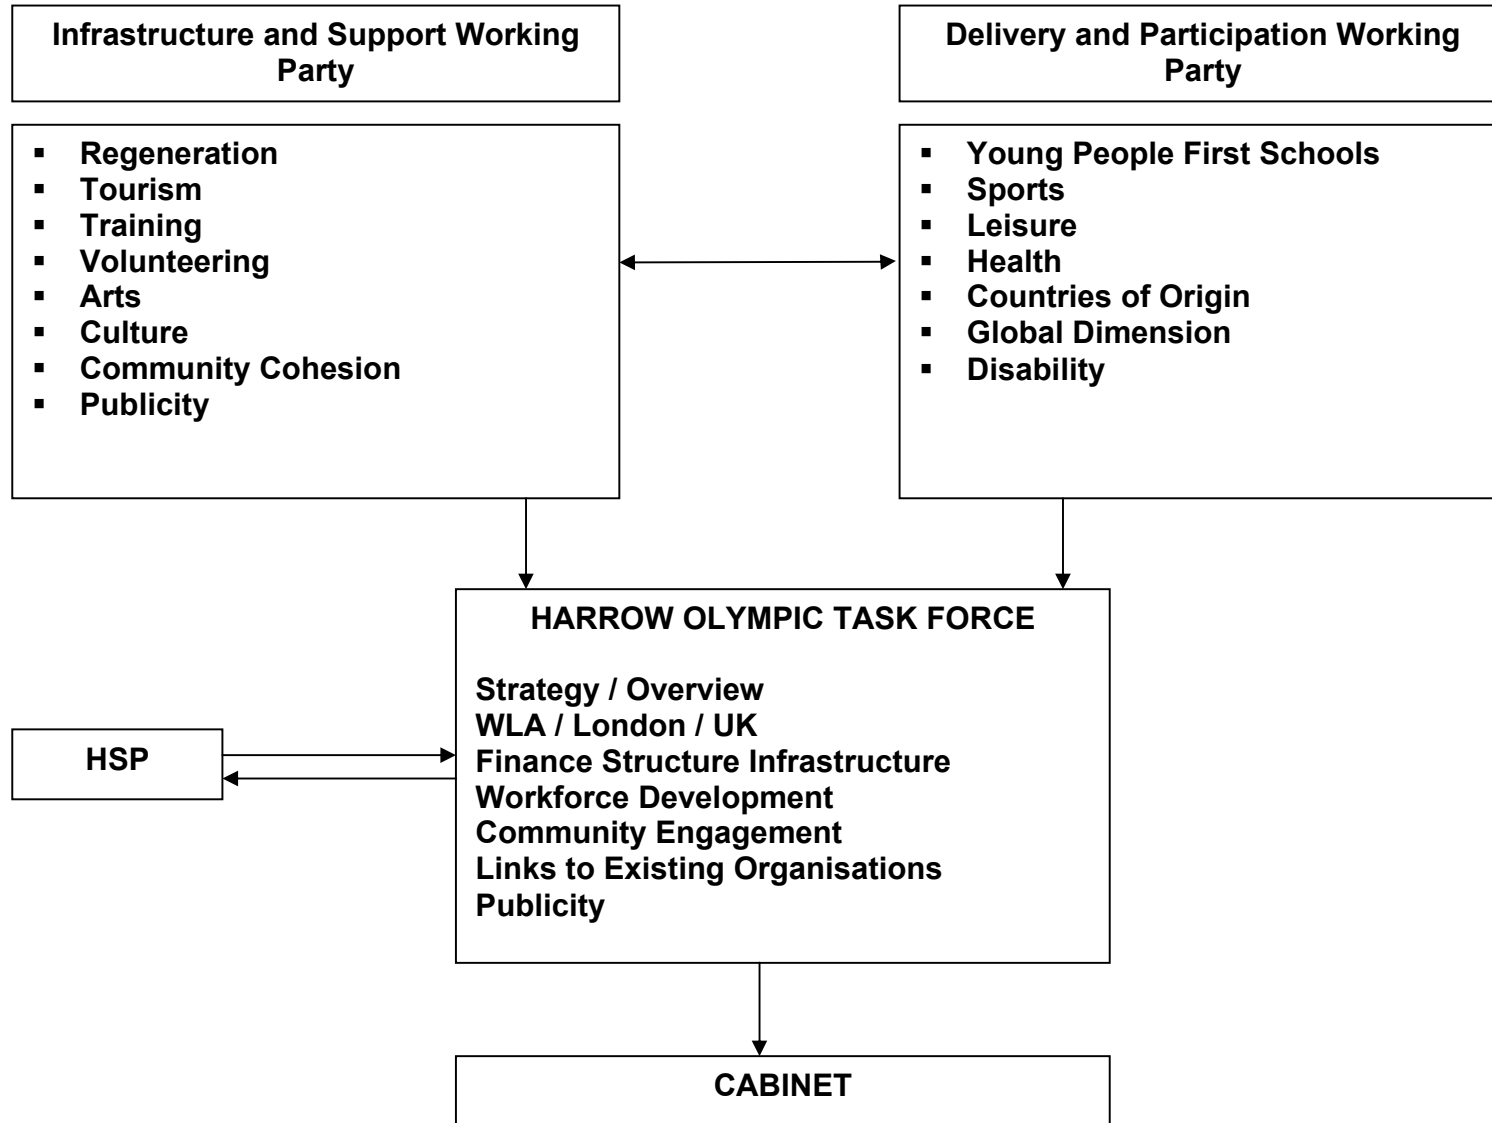 Infrastructure and Support Working
Party
Delivery and Participation Working
Party
▪ Regeneration
▪ Tourism
▪ Training
▪ Volunteering
▪ Arts
▪ Culture
▪ Community Cohesion
▪ Publicity
▪ Young People First Schools
▪ Sports
▪ Leisure
▪ Health
▪ Countries of Origin
▪ Global Dimension
▪ Disability
HARROW OLYMPIC TASK FORCE
Strategy / Overview
WLA / London / UK
Finance Structure Infrastructure
Workforce Development
Community Engagement
Links to Existing Organisations
Publicity
HSP
CABINET